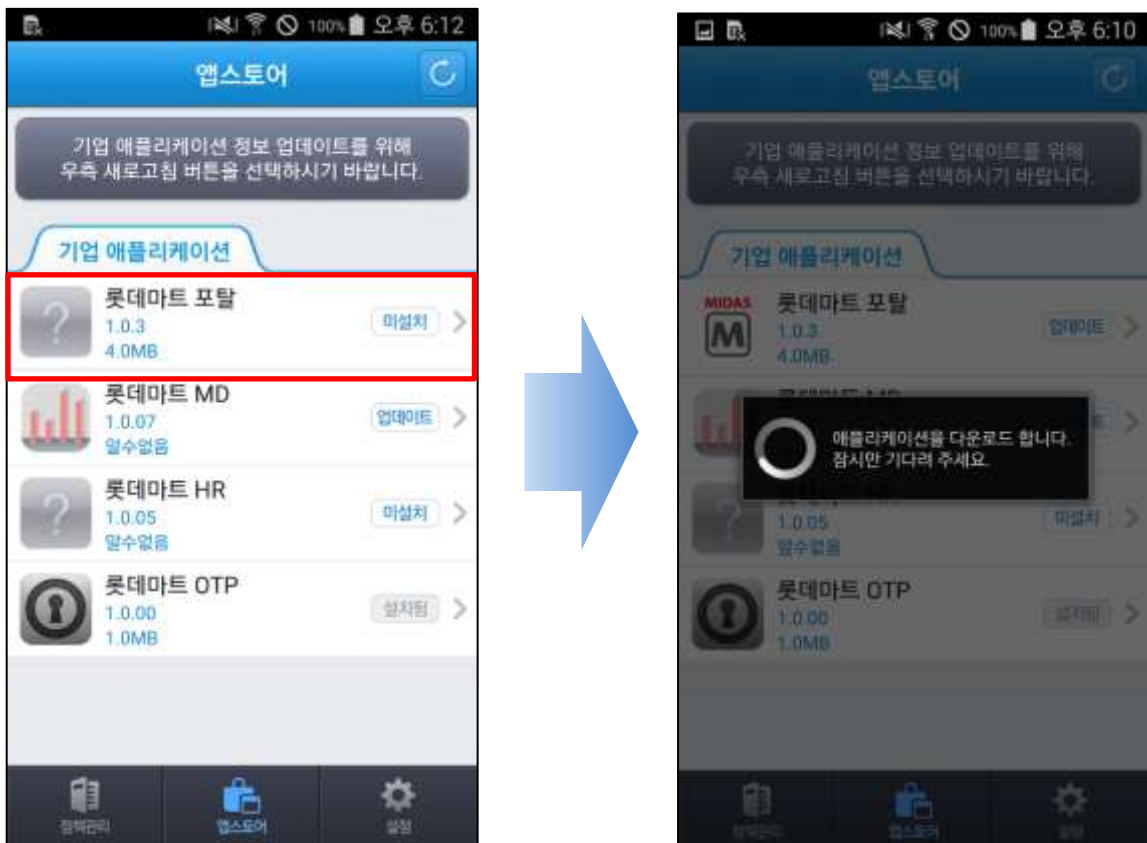 100% 오후 6:12
앱스토어
기업 애플리케이션 정보 업데이트를 위해
우측 새로고침 버튼을 선택하시기 바랍니다.
기업 애플리케이션
?
롯데마트 포탈
1.0.3
4.0MB
미설치
롯데마트 MD
1.0.07
알수없음
업데이트
?
롯데마트 HR
1.0.05
알수없음
미설치
롯데마트 OTP
1.0.00
1.0MB
설치됨
정책관리
앱스토어
설정
100% 오후 6:10
앱스토어
기업 애플리케이션 정보 업데이트를 위해
우측 새로고침 버튼을 선택하시기 바랍니다.
기업 애플리케이션
MIDAS
M
롯데마트 포탈
1.0.3
4.0MB
업데이트
애플리케이션을 다운로드 합니다.
잠시만 기다려 주세요.
?
1.0.05
알수없음
미설치
롯데마트 OTP
1.0.00
1.0MB
설치됨
정책관리
앱스토어
설정